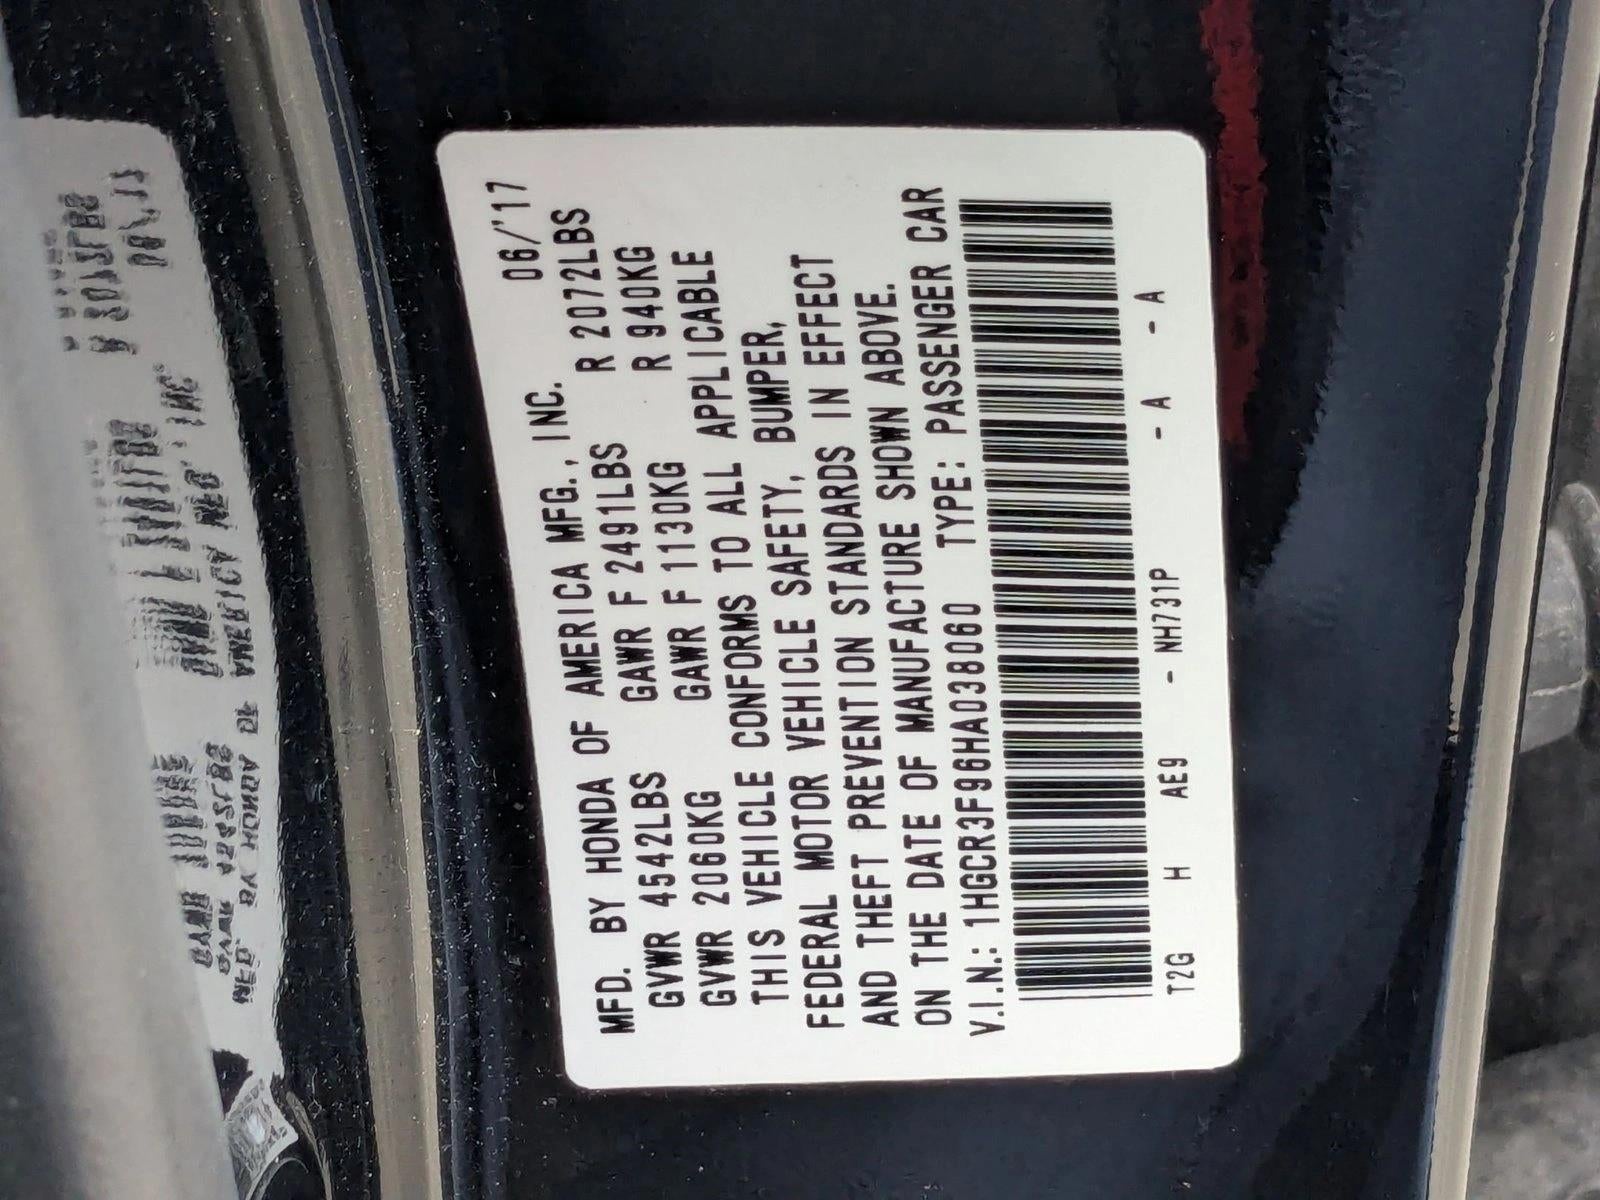 MFD. BY HONDA OF AMERICA MFG., INC. 06/'17
GVWR 4542LBS GAWR F 2491LBS R 2072LBS
GVWR 2060KG GAWR F 1130KG R 940KG
THIS VEHICLE CONFORMS TO ALL APPLICABLE
FEDERAL MOTOR VEHICLE SAFETY, BUMPER,
AND THEFT PREVENTION STANDARDS IN EFFECT
ON THE DATE OF MANUFACTURE SHOWN ABOVE.
V.I.N.: 1HGCR3F96HA038060 TYPE: PASSENGER CAR
T2G H AE9 - NH731P - A - A